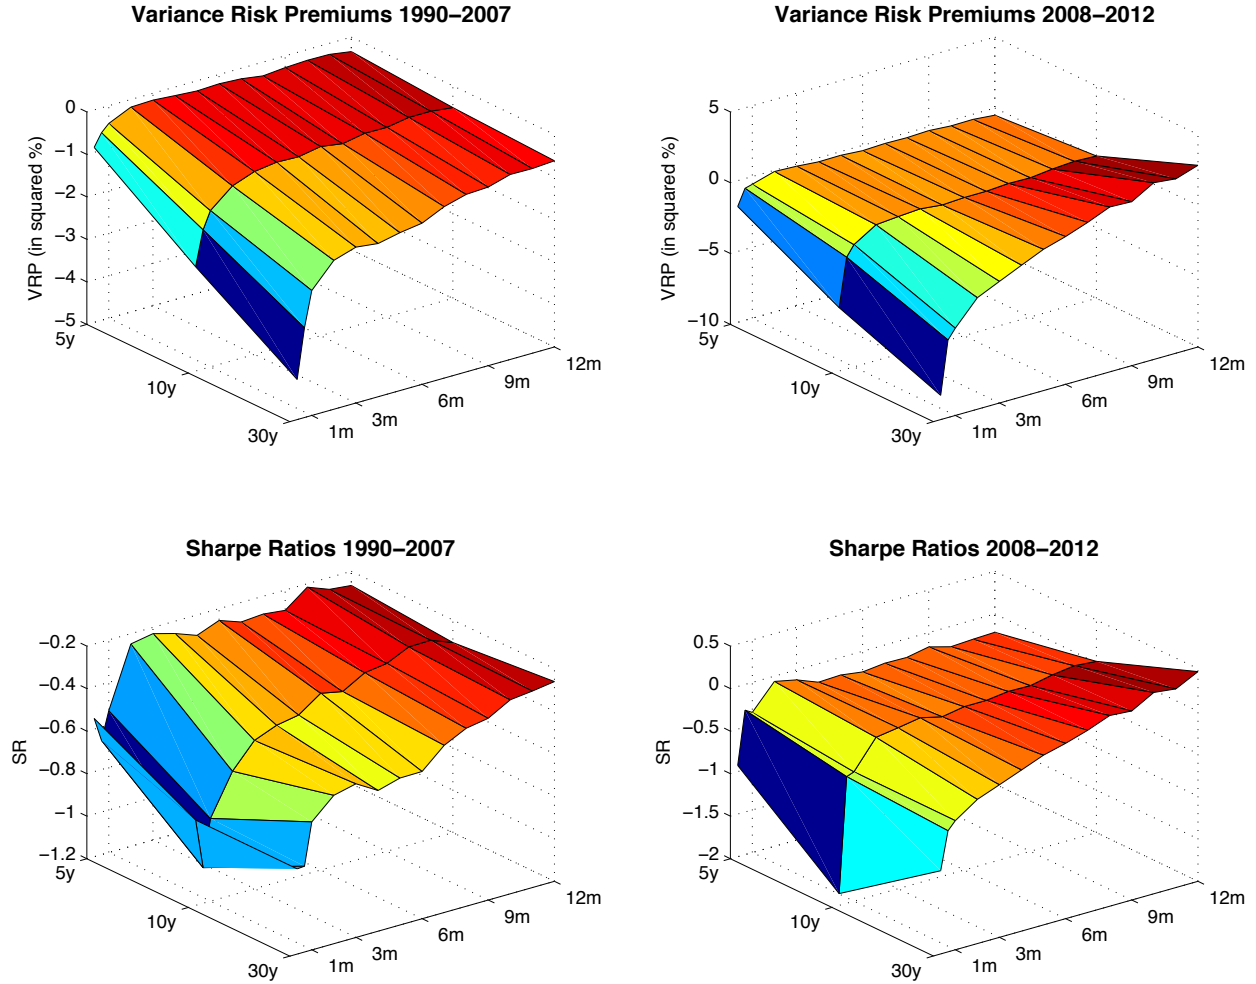 Variance Risk Premiums 1990−2007
0
−1
−2
−3
−4
−5
VRP (in squared %)
5y
10y
30y
1m
3m
6m
9m
12m
Variance Risk Premiums 2008−2012
5
0
−5
−10
VRP (in squared %)
5y
10y
30y
1m
3m
6m
9m
12m
Sharpe Ratios 1990−2007
−0.2
−0.4
−0.6
−0.8
−1
−1.2
SR
5y
10y
30y
1m
3m
6m
9m
12m
Sharpe Ratios 2008−2012
0.5
0
−0.5
−1
−1.5
−2
SR
5y
10y
30y
1m
3m
6m
9m
12m